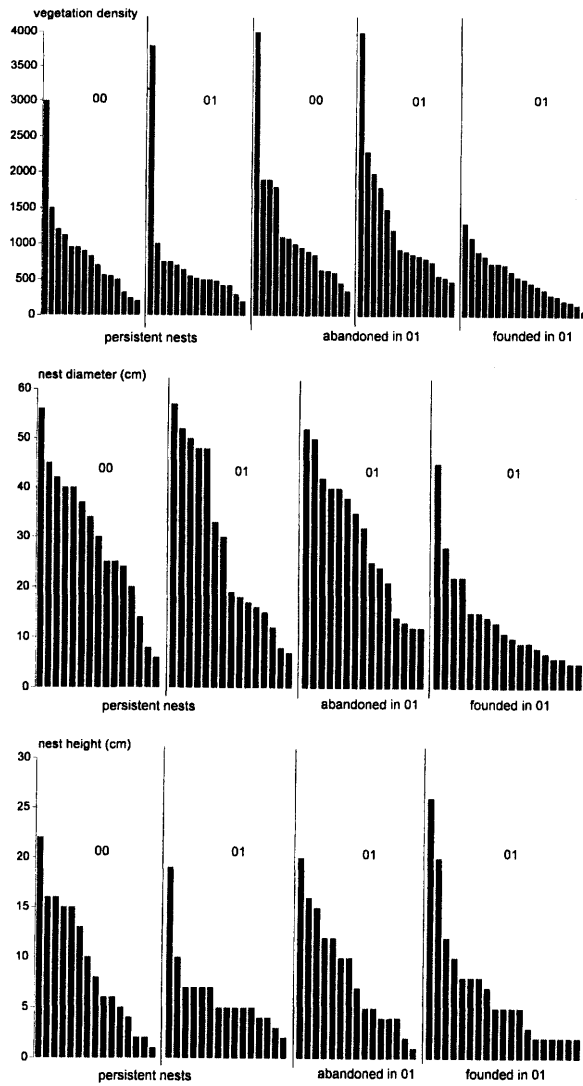 vegetation density
4000
3500
3000
2500
2000
1500
1000
500
0
00 01 00 01 01
persistent nests abandoned in 01 founded in 01
nest diameter (cm)
60
50
40
30
20
10
0
00 01 01 01
persistent nests abandoned in 01 founded in 01
nest height (cm)
30
25
20
15
10
5
0
00 01 01 01
persistent nests abandoned in 01 founded in 01